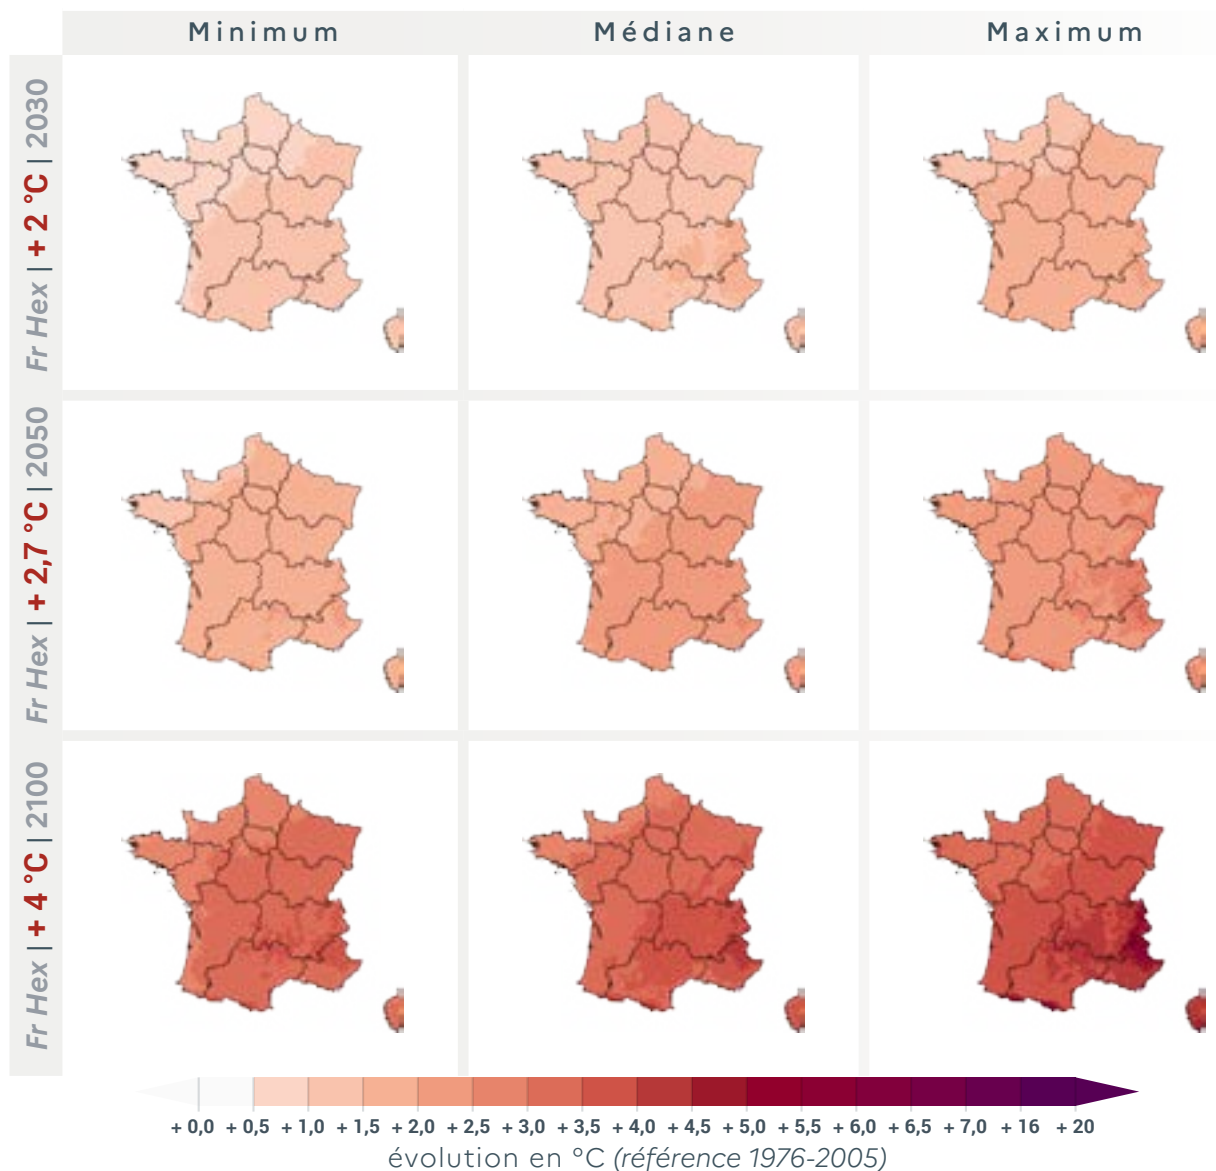 Minimum Médiane Maximum
Fr Hex | + 2 °C | 2030
Fr Hex | + 2,7 °C | 2050
Fr Hex | + 4 °C | 2100
+ 0,0 + 0,5 + 1,0 + 1,5 + 2,0 + 2,5 + 3,0 + 3,5 + 4,0 + 4,5 + 5,0 + 5,5 + 6,0 + 6,5 + 7,0 + 16 + 20
évolution en °C (référence 1976-2005)